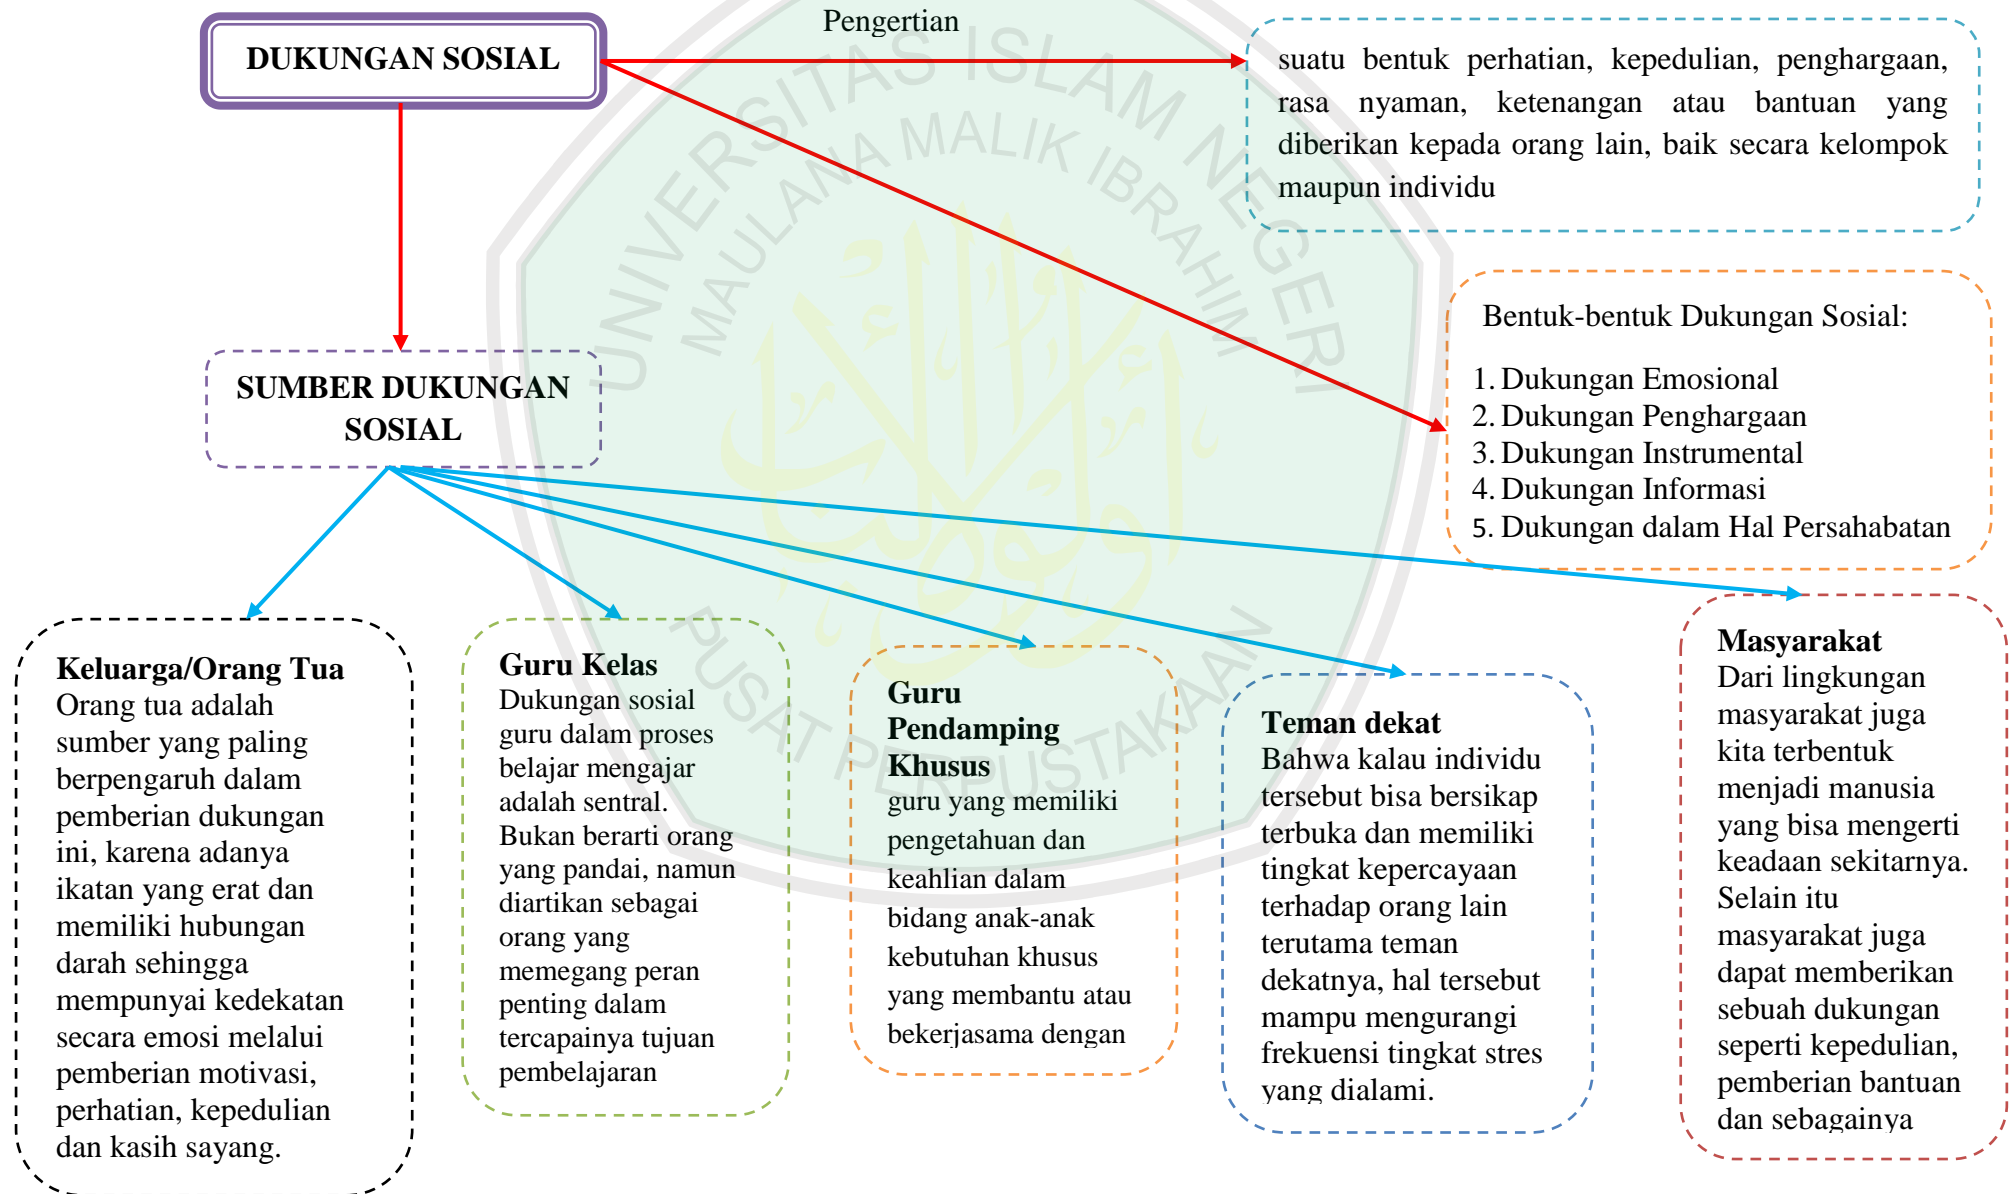 Pengertian
DUKUNGAN SOSIAL
suatu bentuk perhatian, kepedulian, penghargaan,
rasa nyaman, ketenangan atau bantuan yang
diberikan kepada orang lain, baik secara kelompok
maupun individu
Bentuk-bentuk Dukungan Sosial:
1. Dukungan Emosional
2. Dukungan Penghargaan
3. Dukungan Instrumental
4. Dukungan Informasi
5. Dukungan dalam Hal Persahabatan
SUMBER DUKUNGAN
SOSIAL
Keluarga/Orang Tua
Orang tua adalah
sumber yang paling
berpengaruh dalam
pemberian dukungan
ini, karena adanya
ikatan yang erat dan
memiliki hubungan
darah sehingga
mempunyai kedekatan
secara emosi melalui
pemberian motivasi,
perhatian, kepedulian
dan kasih sayang.
Guru Kelas
Dukungan sosial
guru dalam proses
belajar mengajar
adalah sentral.
Bukan berarti orang
yang pandai, namun
diartikan sebagai
orang yang
memegang peran
penting dalam
tercapainya tujuan
pembelajaran
Guru
Pendamping
Khusus
guru yang memiliki
pengetahuan dan
keahlian dalam
bidang anak-anak
kebutuhan khusus
yang membantu atau
bekerjasama dengan
Teman dekat
Bahwa kalau individu
tersebut bisa bersikap
terbuka dan memiliki
tingkat kepercayaan
terhadap orang lain
terutama teman
dekatnya, hal tersebut
mampu mengurangi
frekuensi tingkat stres
yang dialami.
Masyarakat
Dari lingkungan
masyarakat juga
kita terbentuk
menjadi manusia
yang bisa mengerti
keadaan sekitarnya.
Selain itu
masyarakat juga
dapat memberikan
sebuah dukungan
seperti kepedulian,
pemberian bantuan
dan sebagainya
UNIVERSITAS ISLAM NEGERI
MAULANA MALIK IBRAHIM
PUSAT PERPUSTAKAAN